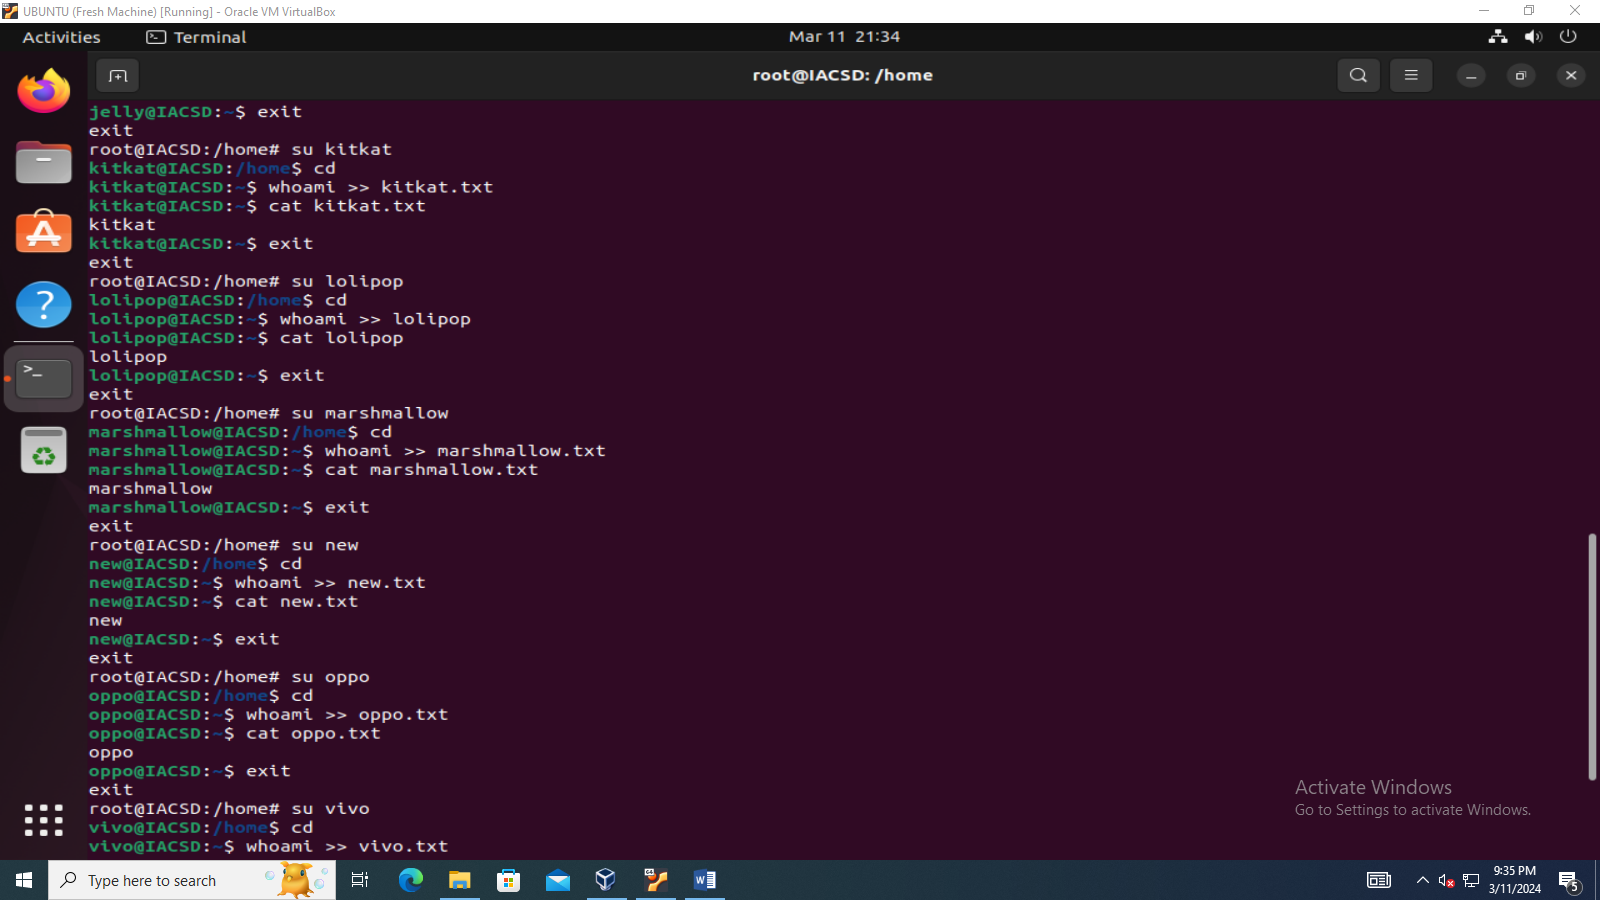 UBUNTU (Fresh Machine) [Running] - Oracle VM VirtualBox
Activities
Terminal
Mar 11 21:34
root@IACSD: /home
jelly@IACSD:~$ exit
exit
root@IACSD:/home# su kitkat
kitkat@IACSD:/home$ cd
kitkat@IACSD:~$ whoami >> kitkat.txt
kitkat@IACSD:~$ cat kitkat.txt
kitkat
kitkat@IACSD:~$ exit
exit
root@IACSD:/home# su lolipop
lolipop@IACSD:/home$ cd
lolipop@IACSD:~$ whoami >> lolipop
lolipop@IACSD:~$ cat lolipop
lolipop
lolipop@IACSD:~$ exit
exit
root@IACSD:/home# su marshmallow
marshmallow@IACSD:/home$ cd
marshmallow@IACSD:~$ whoami >> marshmallow.txt
marshmallow@IACSD:~$ cat marshmallow.txt
marshmallow
marshmallow@IACSD:~$ exit
exit
root@IACSD:/home# su new
new@IACSD:/home$ cd
new@IACSD:~$ whoami >> new.txt
new@IACSD:~$ cat new.txt
new
new@IACSD:~$ exit
exit
root@IACSD:/home# su oppo
oppo@IACSD:/home$ cd
oppo@IACSD:~$ whoami >> oppo.txt
oppo@IACSD:~$ cat oppo.txt
oppo
oppo@IACSD:~$ exit
exit
root@IACSD:/home# su vivo
vivo@IACSD:/home$ cd
vivo@IACSD:~$ whoami >> vivo.txt
Activate Windows
Go to Settings to activate Windows.
Type here to search
9:35 PM
3/11/2024
5